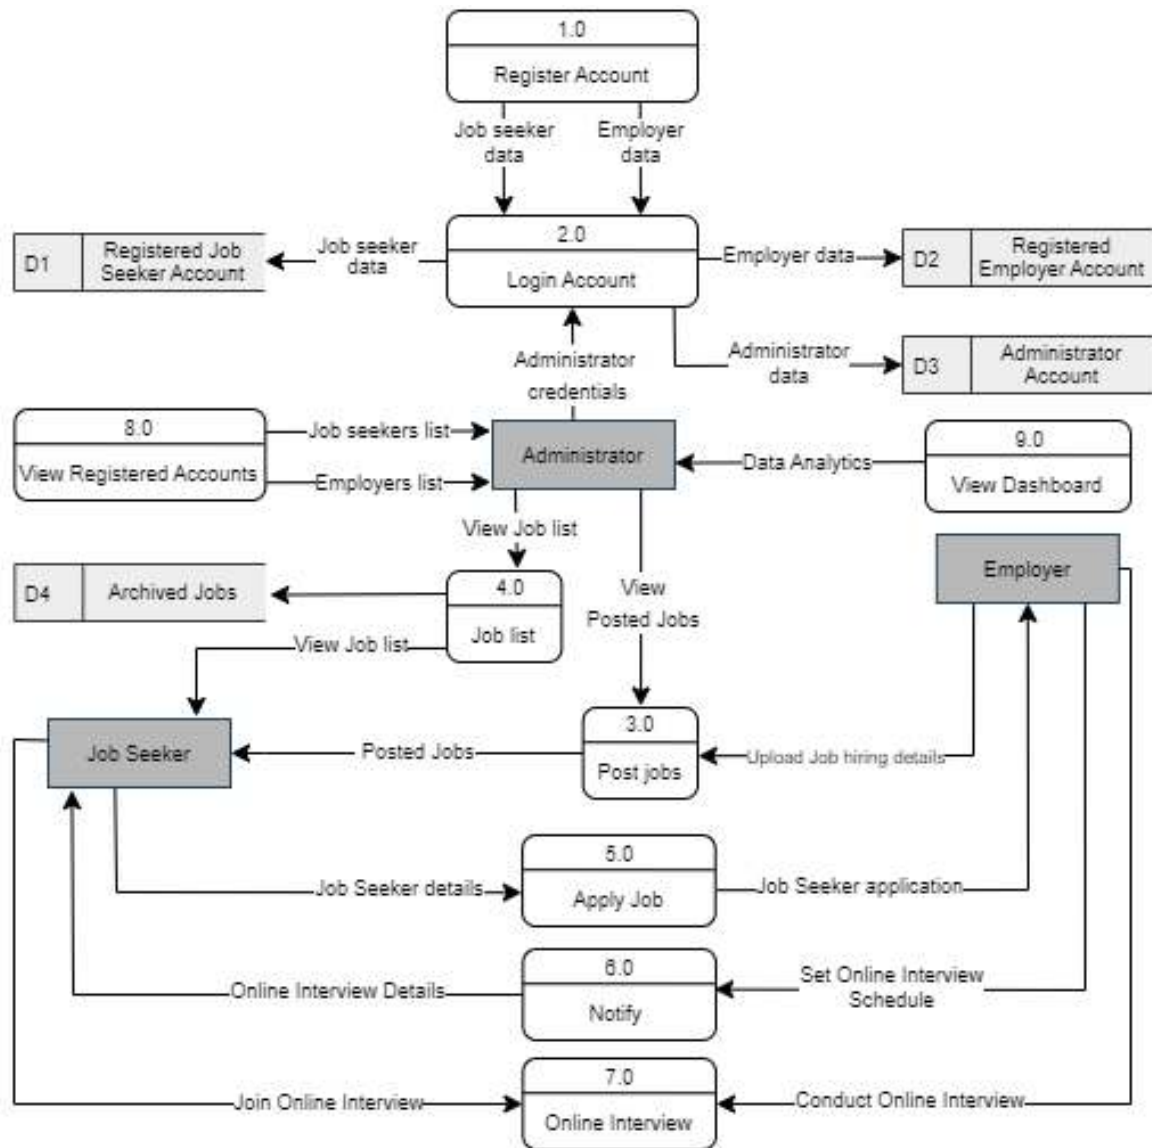 1.0
Register Account
Job seeker
data
Employer
data
2.0
Login Account
D1
Registered Job
Seeker Account
Job seeker
data
Employer data
D2
Registered
Employer Account
Administrator
data
D3
Administrator
Account
Administrator
credentials
8.0
View Registered Accounts
Job seekers list
Employers list
Administrator
Data Analytics
9.0
View Dashboard
View Job list
D4
Archived Jobs
4.0
Job list
View
Posted Jobs
Employer
View Job list
Job Seeker
Posted Jobs
3.0
Post jobs
Upload Job hiring details
5.0
Apply Job
Job Seeker details
Job Seeker application
6.0
Notify
Online Interview Details
Set Online Interview
Schedule
7.0
Online Interview
Join Online Interview
Conduct Online Interview